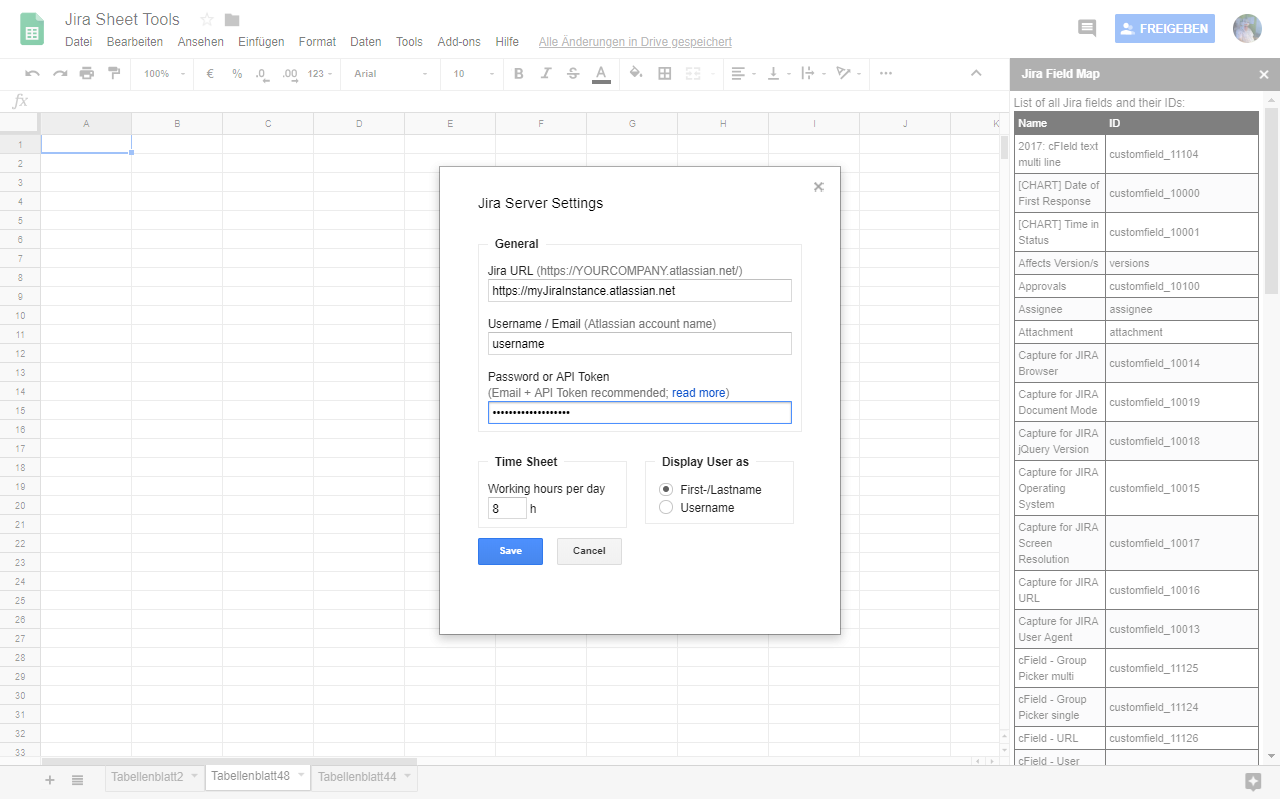 Jira Sheet Tools
Datei Bearbeiten Ansehen Einfügen Format Daten Tools Add-ons Hilfe Alle Änderungen in Drive gespeichert
FREIGEBEN
100% € % .0 .00 123 Arial 10 B I S A
fx
A B C D E F G H I J K
1
2
3
4
5
6
7
8
9
10
11
12
13
14
15
16
17
18
19
20
21
22
23
24
25
26
27
28
29
30
31
32
33
Jira Server Settings
General
Jira URL (https://YOURCOMPANY.atlassian.net/)
https://myJiraInstance.atlassian.net
Username / Email (Atlassian account name)
username
Password or API Token
(Email + API Token recommended; read more)
Time Sheet
Working hours per day
8 h
Display User as
First-/Lastname
Username
Save Cancel
Jira Field Map
List of all Jira fields and their IDs:
Name ID
2017: cField text
multi line
customfield_11104
[CHART] Date of
First Response
customfield_10000
[CHART] Time in
Status
customfield_10001
Affects Version/s versions
Approvals customfield_10100
Assignee assignee
Attachment attachment
Capture for JIRA
Browser
customfield_10014
Capture for JIRA
Document Mode
customfield_10019
Capture for JIRA
jQuery Version
customfield_10018
Capture for JIRA
Operating
System
customfield_10015
Capture for JIRA
Screen
Resolution
customfield_10017
Capture for JIRA
URL
customfield_10016
Capture for JIRA
User Agent
customfield_10013
cField - Group
Picker multi
customfield_11125
cField - Group
Picker single
customfield_11124
cField - URL customfield_11126
cField - User
Tabellenblatt2 Tabellenblatt48 Tabellenblatt44